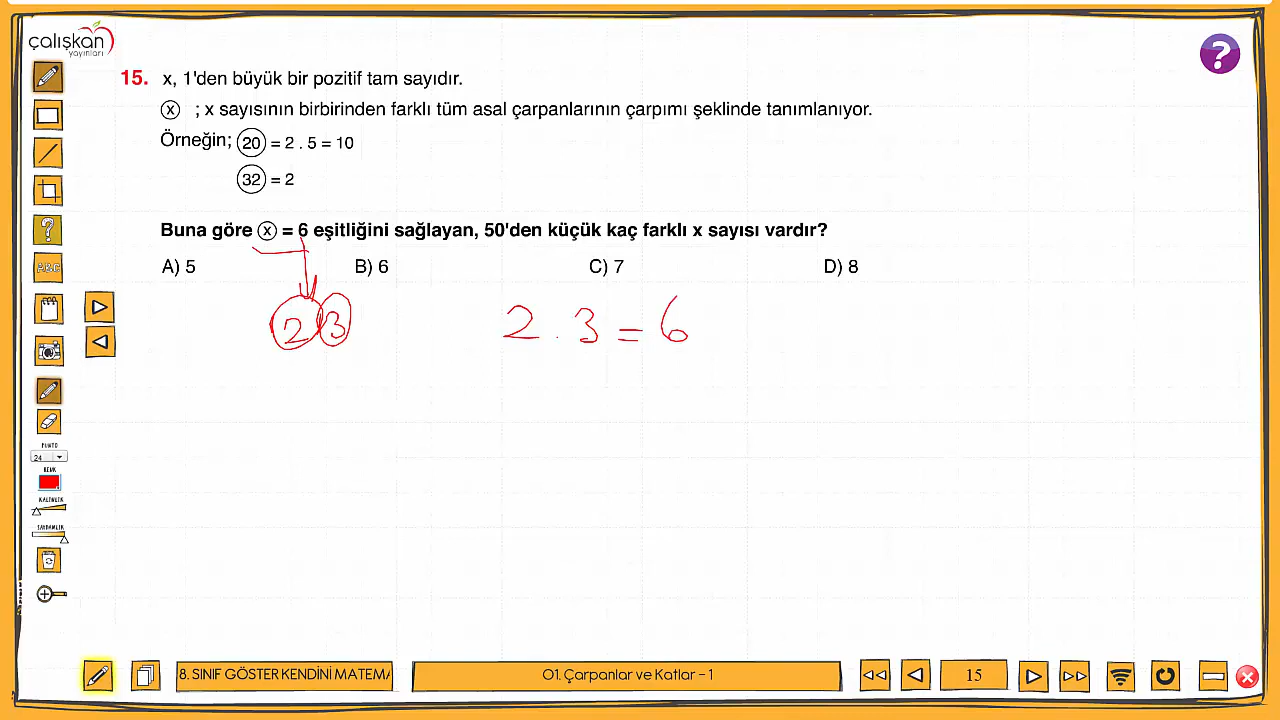 çalışkan
yayınları
?
15. x, 1'den büyük bir pozitif tam sayıdır.
x ; x sayısının birbirinden farklı tüm asal çarpanlarının çarpımı şeklinde tanımlanıyor.
Örneğin; 20 = 2 . 5 = 10
32 = 2
Buna göre x = 6 eşitliğini sağlayan, 50'den küçük kaç farklı x sayısı vardır?
A) 5 B) 6 C) 7 D) 8
2 3 2 . 3 = 6
?
ABC
PUNTO
24
RENK
KALINLIK
8. SINIF GÖSTER KENDİNİ MATEMA
01. Çarpanlar ve Katlar - 1
15